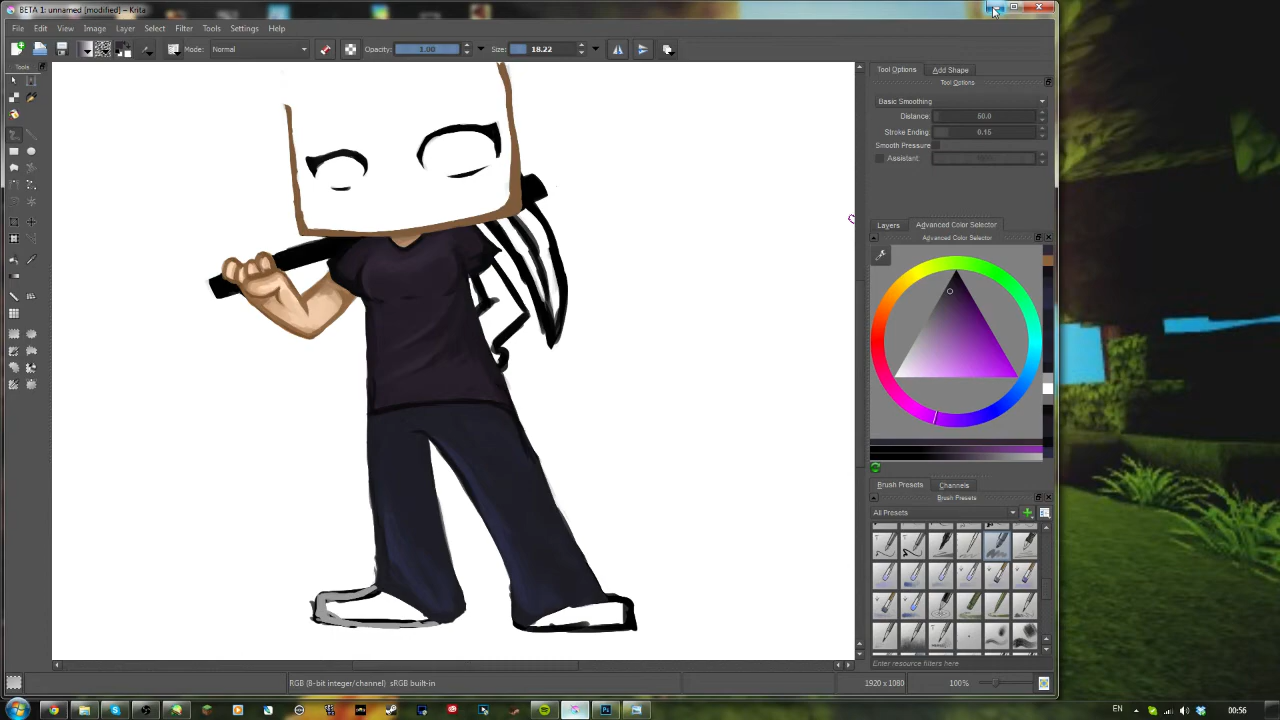 BETA 1: unnamed [modified] – Krita
File Edit View Image Layer Select Filter Tools Settings Help
Mode: Normal Opacity: 1.00 Size: 18.22
Tools
Tool Options Add Shape
Tool Options
Basic Smoothing
Distance: 50.0
Stroke Ending: 0.15
Smooth Pressure
Assistant:
Layers Advanced Color Selector
Advanced Color Selector
Brush Presets Channels
Brush Presets
All Presets
Enter resource filters here
RGB (8-bit integer/channel) sRGB built-in 1920 x 1080 100%
EN 00:56